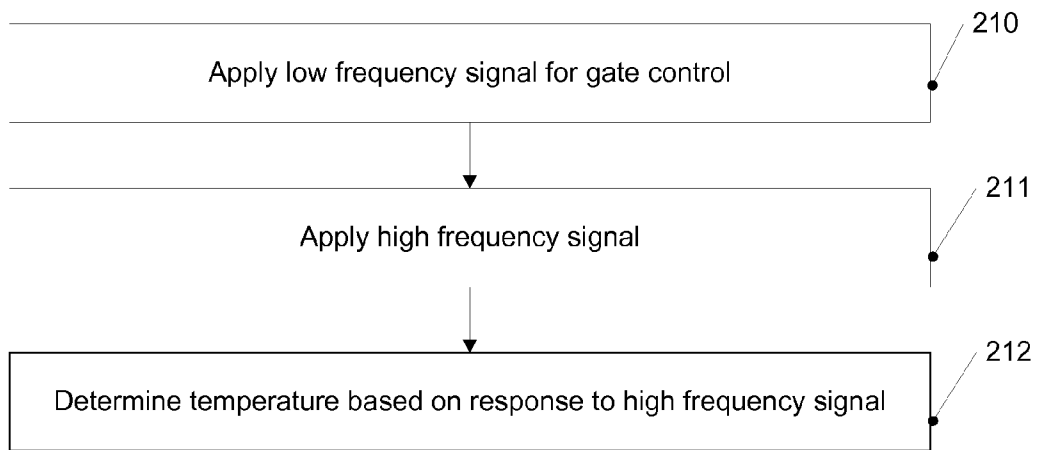 210
Apply low frequency signal for gate control
211
Apply high frequency signal
212
Determine temperature based on response to high frequency signal